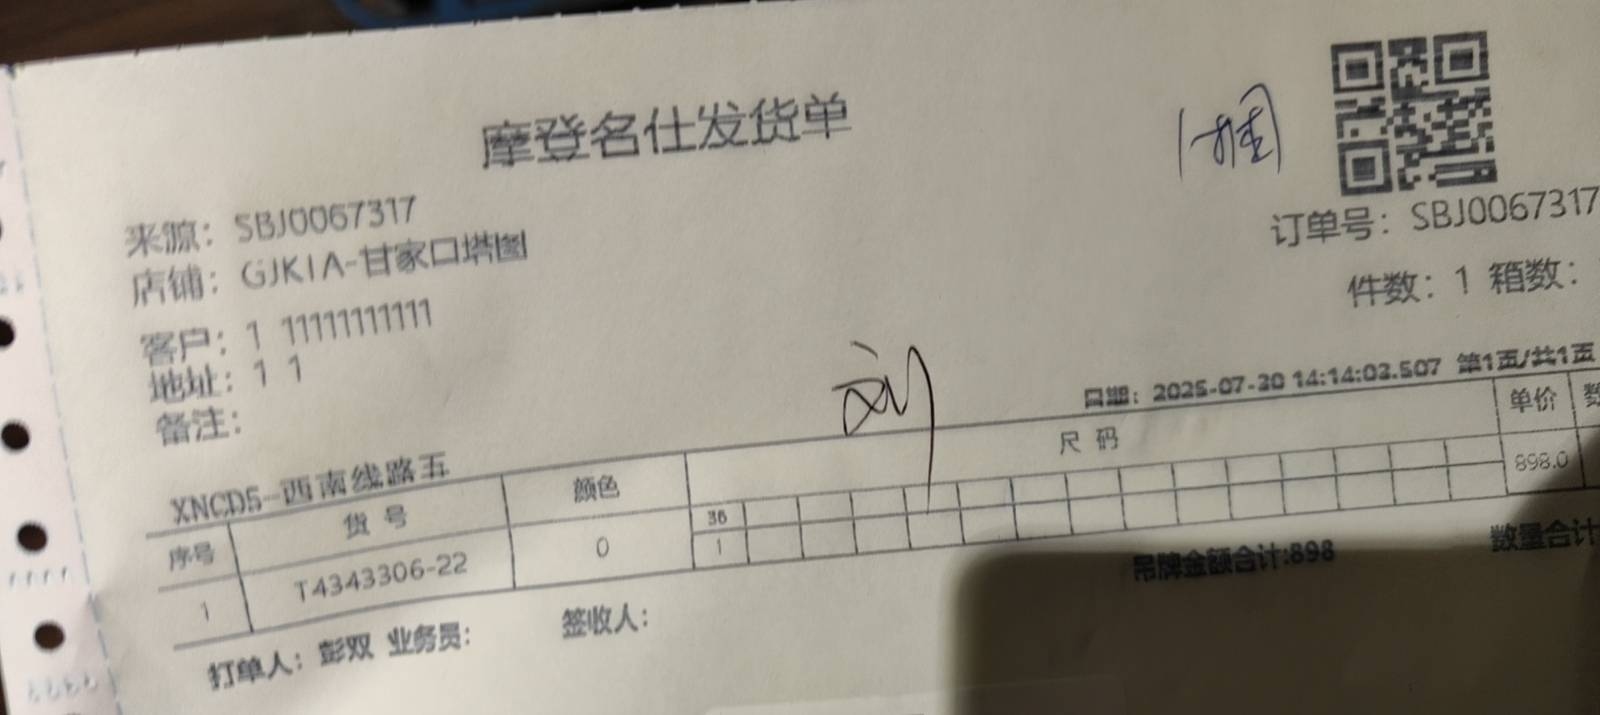 摩登名仕发货单
来源：SBJ0067317
店铺：GJK1A-甘家口塔图
客户：1 11111111111
地址：1 1
备注：
订单号：SBJ0067317
件数：1 箱数：
刘
日期：2025-07-20 14:14:02.507 第1页/共1页
XNCD5-西南线路五
序号 货号 颜色 尺码 单价
36
1 T4343306-22 0 1 898.0
吊牌金额合计:898 数量合计
打单人：彭双 业务员： 签收人：